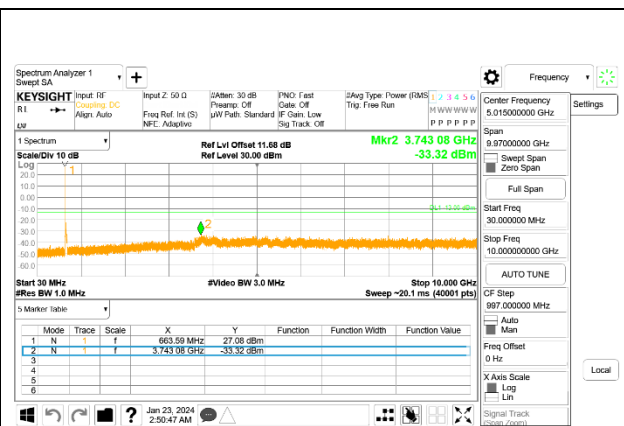 Spectrum Analyzer 1
Swept SA
Frequency
KEYSIGHT Input: RF Input Z: 50 Ω #Atten: 30 dB PNO: Fast #Avg Type: Power (RMS 1 2 3 4 5 6
RL Coupling: DC Preamp: Off Gate: Off Trig: Free Run M W W W W W
Align: Auto Freq Ref: Int (S) µW Path: Standard IF Gain: Low
NFE: Adaptive Sig Track: Off P P P P P P
1 Spectrum
Ref Lvl Offset 11.68 dB Mkr2 3.743 08 GHz
Scale/Div 10 dB Ref Level 30.00 dBm -33.32 dBm
Log
1
20.0
10.0
0.00
-10.0
-20.0
2
-30.0
-40.0
-50.0
-60.0
Start 30 MHz #Video BW 3.0 MHz Stop 10.000 GHz
#Res BW 1.0 MHz Sweep ~20.1 ms (40001 pts)
5 Marker Table
Mode Trace Scale X Y Function Function Width Function Value
1 N 1 f 663.59 MHz 27.08 dBm
2 N 1 f 3.743 08 GHz -33.32 dBm
3
4
5
6
Jan 23, 2024
2:50:47 AM
Center Frequency
5.015000000 GHz
Settings
Span
9.97000000 GHz
Swept Span
Zero Span
Full Span
Start Freq
30.000000 MHz
Stop Freq
10.000000000 GHz
AUTO TUNE
CF Step
997.000000 MHz
Auto
Man
Freq Offset
0 Hz
X Axis Scale
Log
Lin
Local
Signal Track
(Span Zoom)